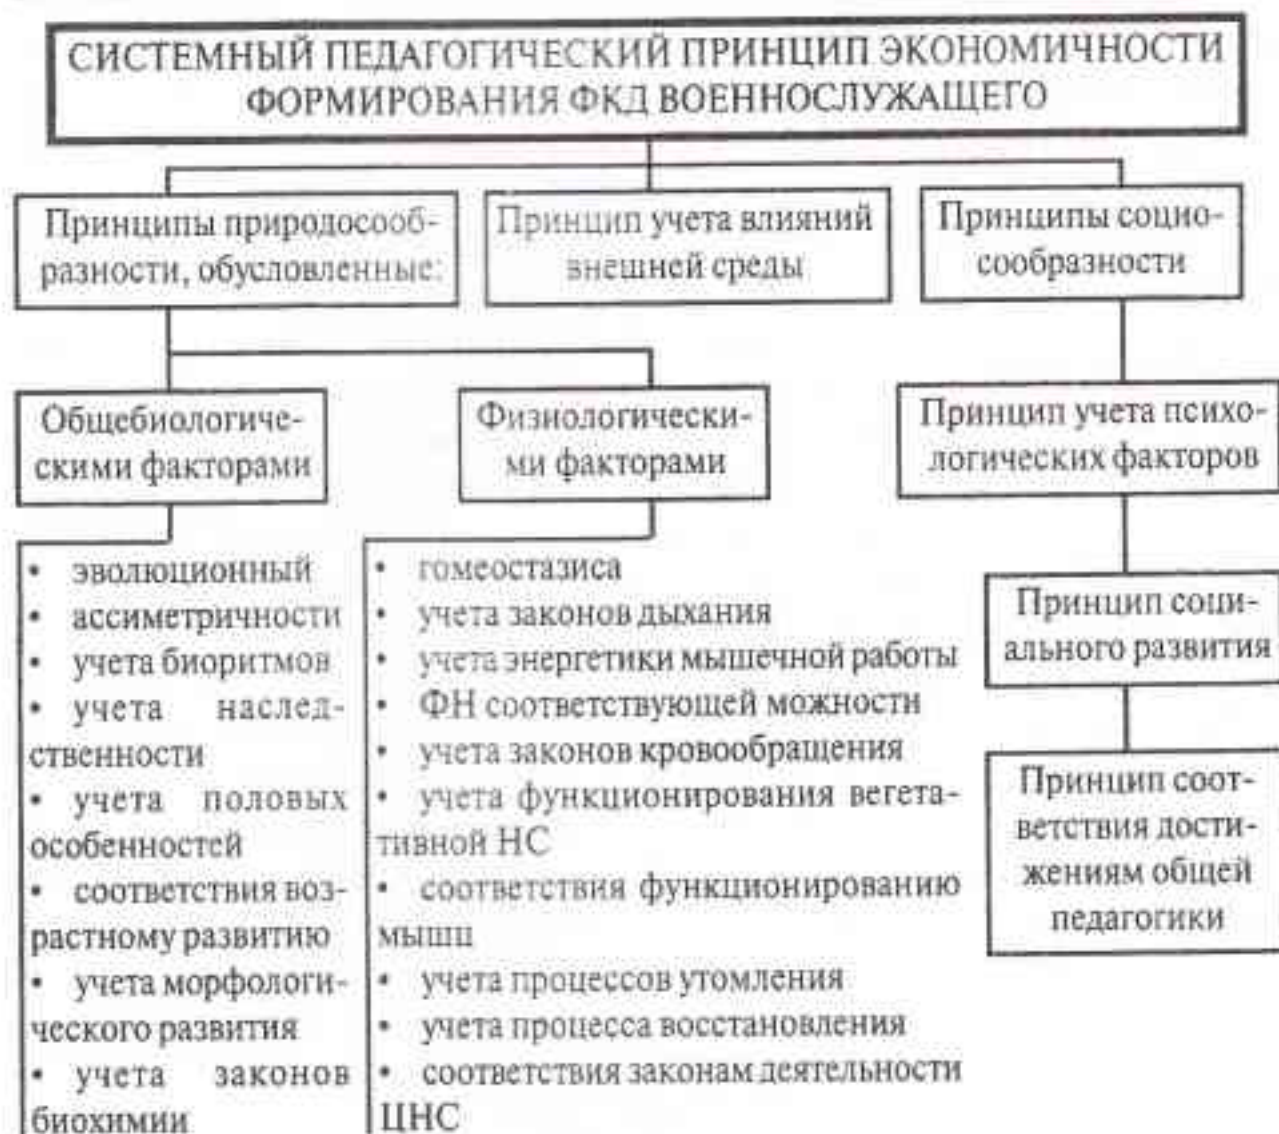 СИСТЕМНЫЙ ПЕДАГОГИЧЕСКИЙ ПРИНЦИП ЭКОНОМИЧНОСТИ
ФОРМИРОВАНИЯ ФКД ВОЕННОСЛУЖАЩЕГО
Принципы природосооб-
разности, обусловленные:
Принцип учета влияний
внешней среды
Принципы социо-
сообразности
Общебиологиче-
скими факторами
Физиологически-
ми факторами
Принцип учета психо-
логических факторов
• эволюционный
• ассиметричности
• учета биоритмов
• учета наслед-
ственности
• учета половых
особенностей
• соответствия воз-
растному развитию
• учета морфологи-
ческого развития
• учета законов
биохимии
• гомеостазиса
• учета законов дыхания
• учета энергетики мышечной работы
• ФН соответствующей можности
• учета законов кровообращения
• учета функционирования вегета-
тивной НС
• соответствия функционированию
мышц
• учета процессов утомления
• учета процесса восстановления
• соответствия законам деятельности
ЦНС
Принцип соци-
ального развития
Принцип соот-
ветствия дости-
жениям общей
педагогики